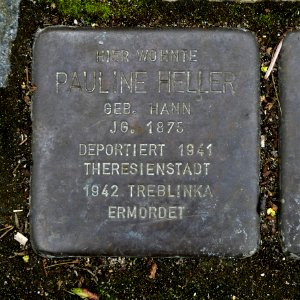 HIER WOHNTE
PAULINE HELLER
GEB. HANN
JG. 1875
DEPORTIERT 1941
THERESIENSTADT
1942 TREBLINKA
ERMORDET